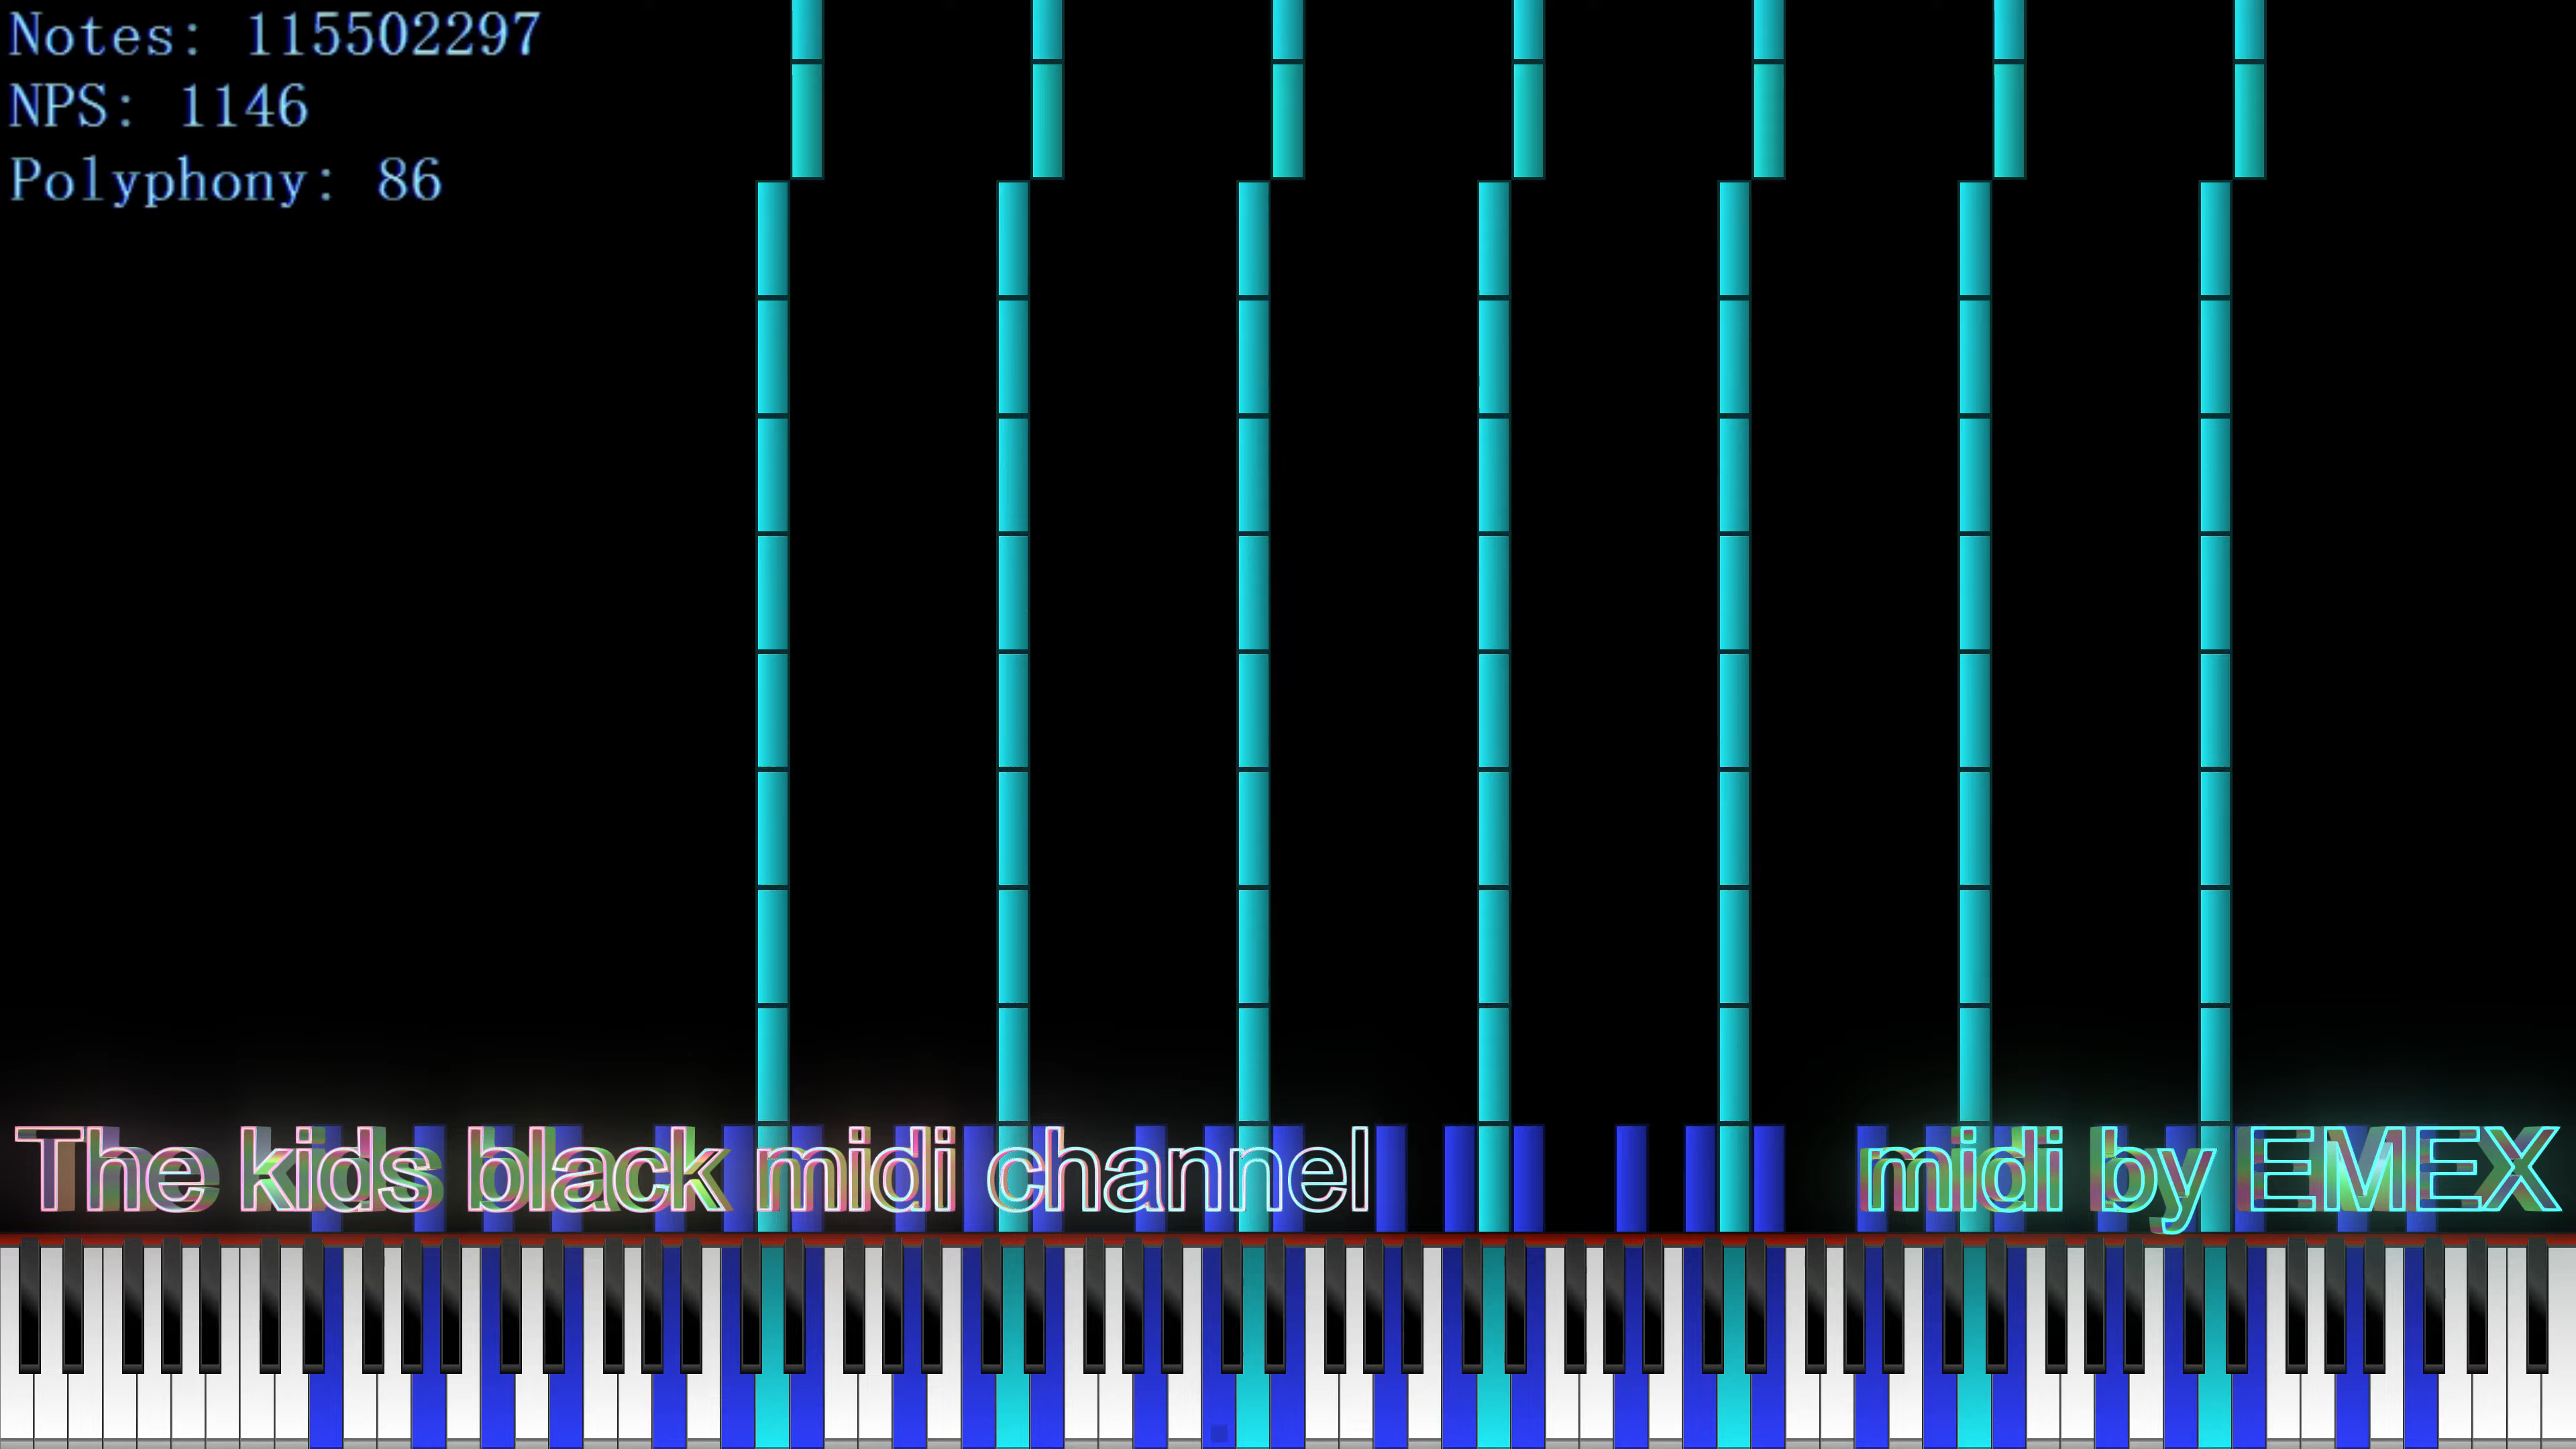 Notes: 115502297
NPS: 1146
Polyphony: 86
The kids black midi channel
midi by EMEX